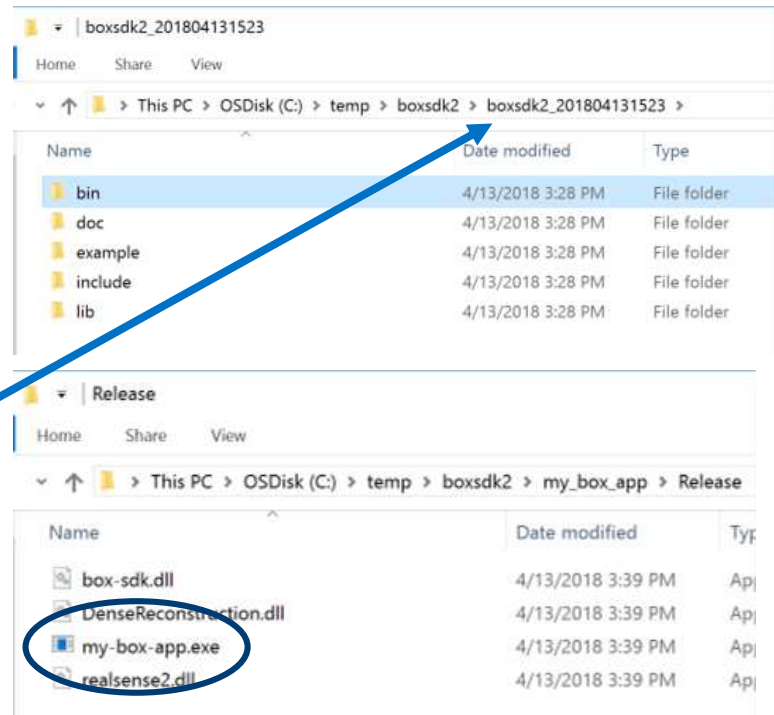 boxsdk2_201804131523
Home Share View
This PC > OSDisk (C:) > temp > boxsdk2 > boxsdk2_201804131523 >
Name Date modified Type
bin 4/13/2018 3:28 PM File folder
doc 4/13/2018 3:28 PM File folder
example 4/13/2018 3:28 PM File folder
include 4/13/2018 3:28 PM File folder
lib 4/13/2018 3:28 PM File folder
Release
Home Share View
This PC > OSDisk (C:) > temp > boxsdk2 > my_box_app > Release
Name Date modified Typ
box-sdk.dll 4/13/2018 3:39 PM Ap
DenseReconstruction.dll 4/13/2018 3:39 PM Ap
my-box-app.exe 4/13/2018 3:39 PM Ap
realsense2.dll 4/13/2018 3:39 PM Ap